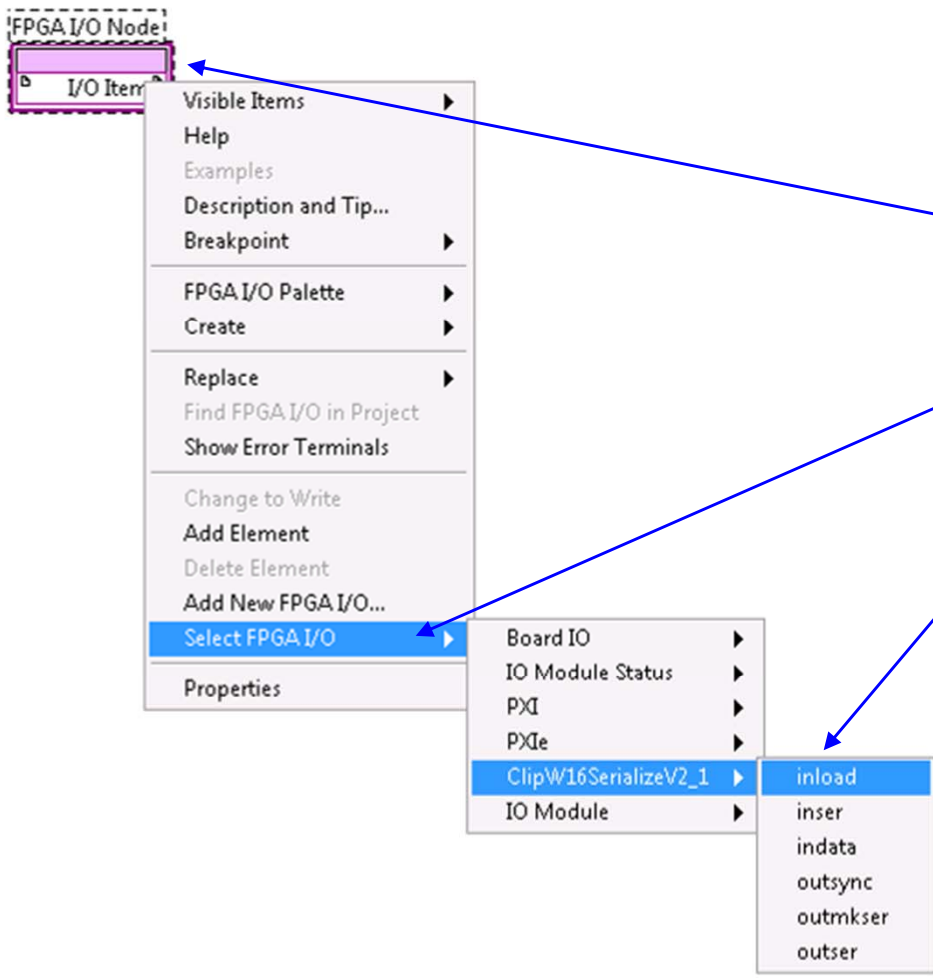 FPGA I/O Node
I/O Item
Visible Items
Help
Examples
Description and Tip...
Breakpoint
FPGA I/O Palette
Create
Replace
Find FPGA I/O in Project
Show Error Terminals
Change to Write
Add Element
Delete Element
Add New FPGA I/O...
Select FPGA I/O
Properties
Board IO
IO Module Status
PXI
PXIe
ClipW16SerializeV2_1
IO Module
inload
inser
indata
outsync
outmkser
outser